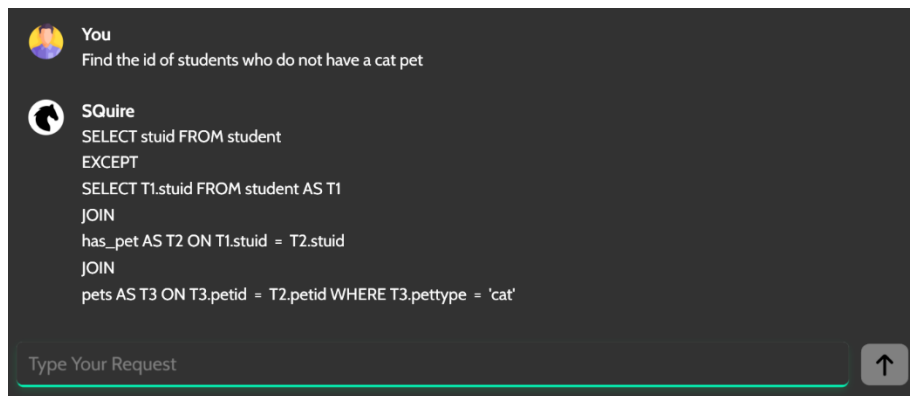 You
Find the id of students who do not have a cat pet
SQuire
SELECT stuid FROM student
EXCEPT
SELECT T1.stuid FROM student AS T1
JOIN
has_pet AS T2 ON T1.stuid = T2.stuid
JOIN
pets AS T3 ON T3.petid = T2.petid WHERE T3.pettype = 'cat'
Type Your Request